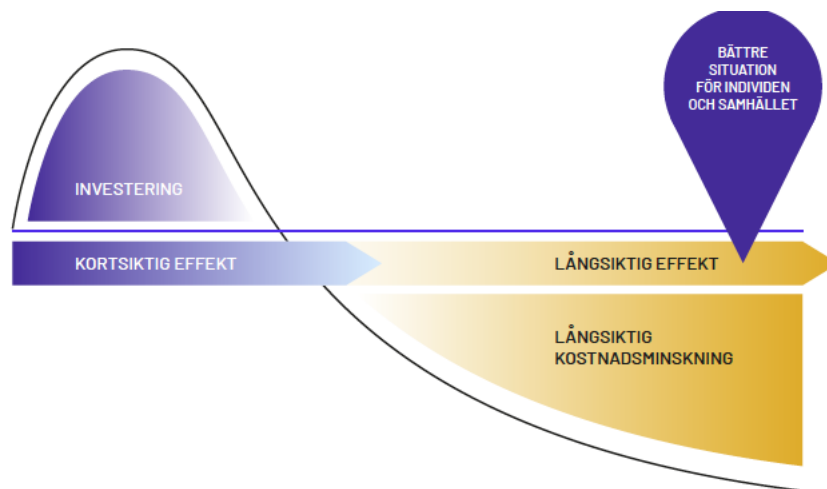 BÄTTRE
SITUATION
FÖR INDIVIDEN
OCH SAMHÄLLET
INVESTERING
KORTSIKTIG EFFEKT
LÅNGSIKTIG EFFEKT
LÅNGSIKTIG
KOSTNADSMINSKNING